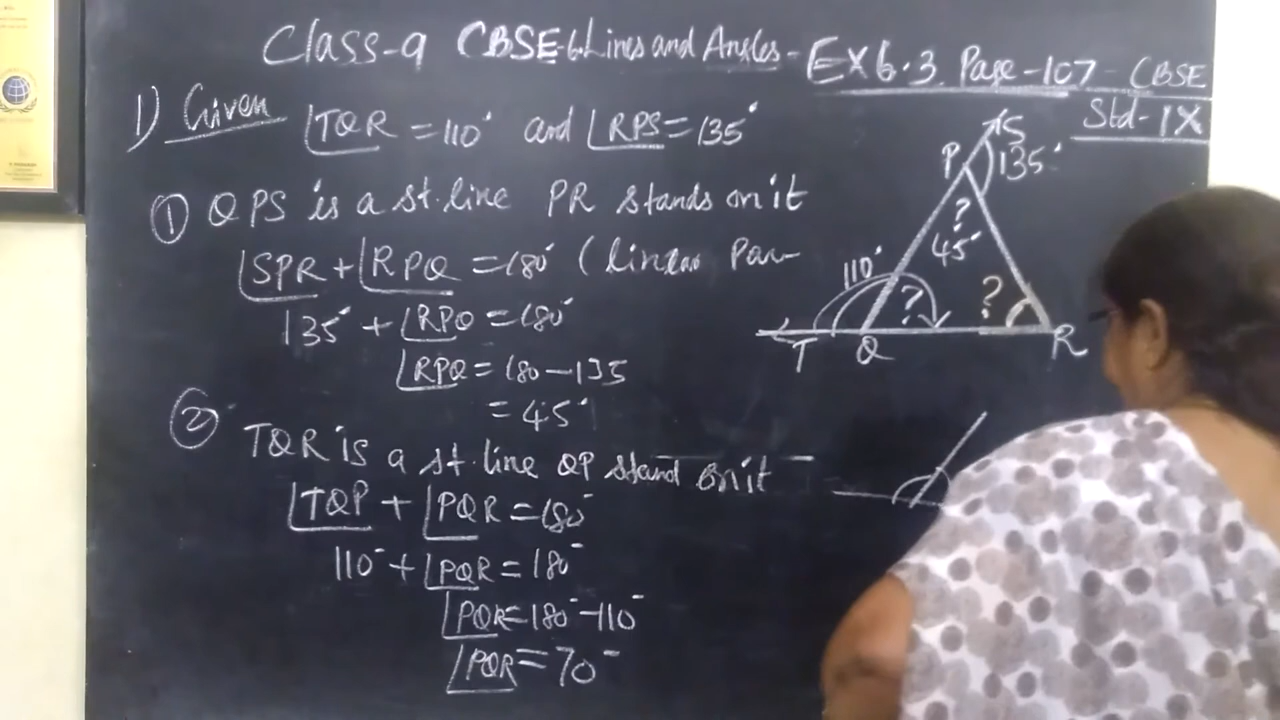 Class-9 CBSE-6.Lines and Angles - EX 6.3 Page-107 - CBSE
Std-IX
1) Given ∠TQR = 110° and ∠RPS = 135°
① QPS is a st.line PR stands on it
∠SPR + ∠RPQ = 180° (linear Pair
135° + ∠RPQ = 180°
∠RPQ = 180 - 135
= 45°
② TQR is a st.line QP stand on it
∠TQP + ∠PQR = 180°
110° + ∠PQR = 180°
∠PQR = 180° - 110°
∠PQR = 70°
S
P 135°
?
45°
110° ? ?
T Q R